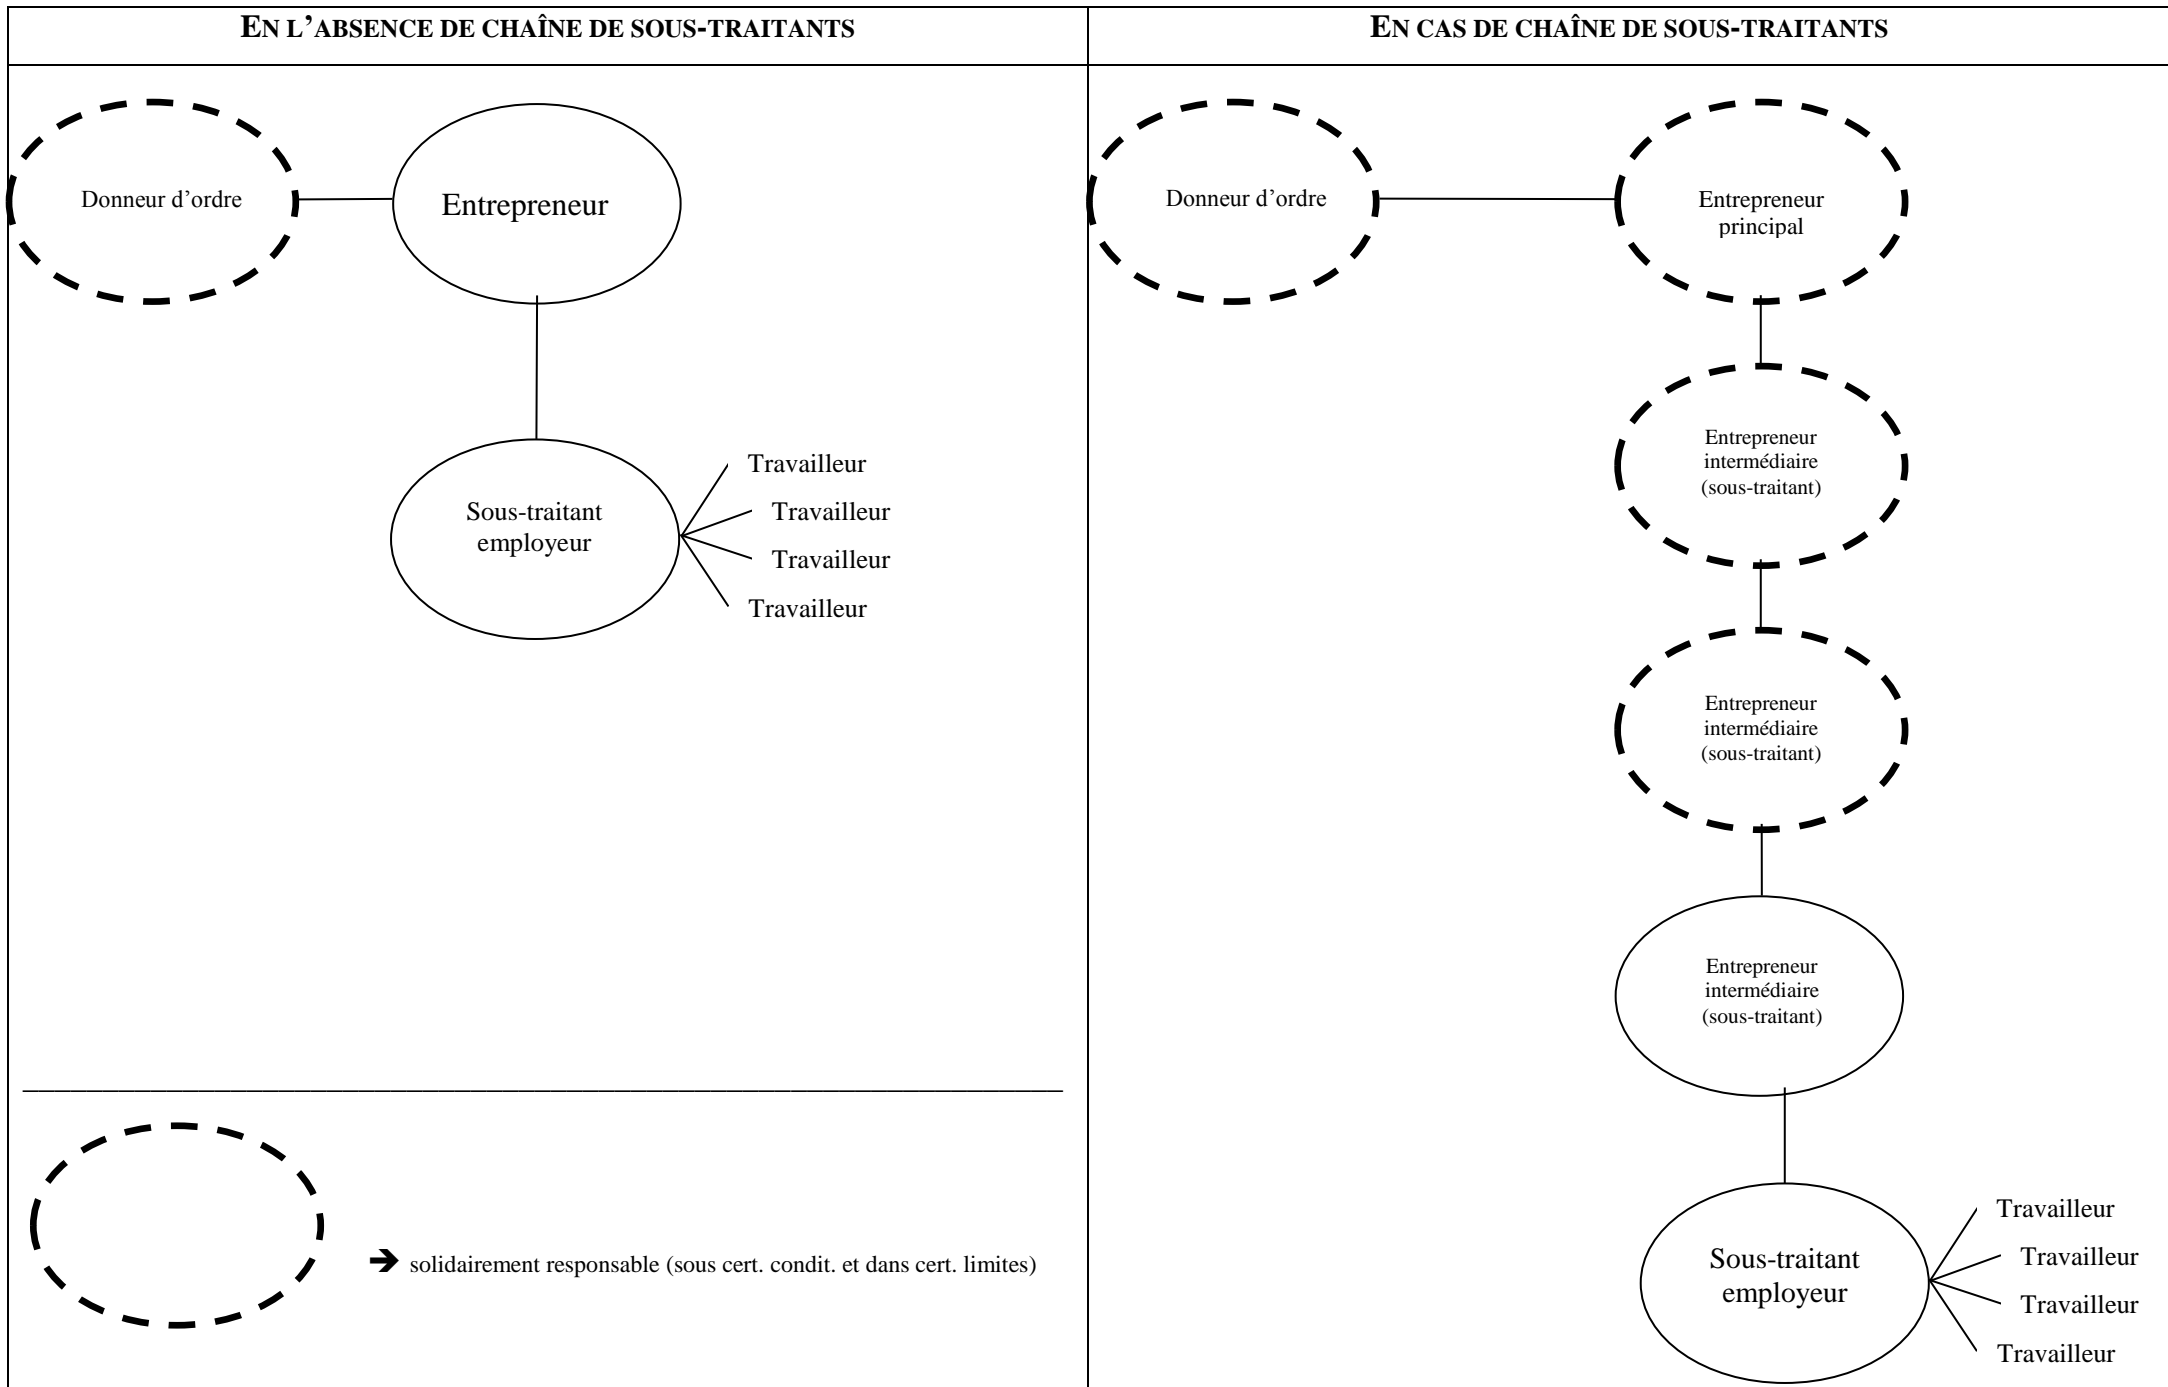 EN L’ABSENCE DE CHAÎNE DE SOUS-TRAITANTS
Donneur d’ordre
Entrepreneur
Sous-traitant
employeur
Travailleur
Travailleur
Travailleur
Travailleur
➔ solidairement responsable (sous cert. condit. et dans cert. limites)
EN CAS DE CHAÎNE DE SOUS-TRAITANTS
Donneur d’ordre
Entrepreneur
principal
Entrepreneur
intermédiaire
(sous-traitant)
Entrepreneur
intermédiaire
(sous-traitant)
Entrepreneur
intermédiaire
(sous-traitant)
Sous-traitant
employeur
Travailleur
Travailleur
Travailleur
Travailleur